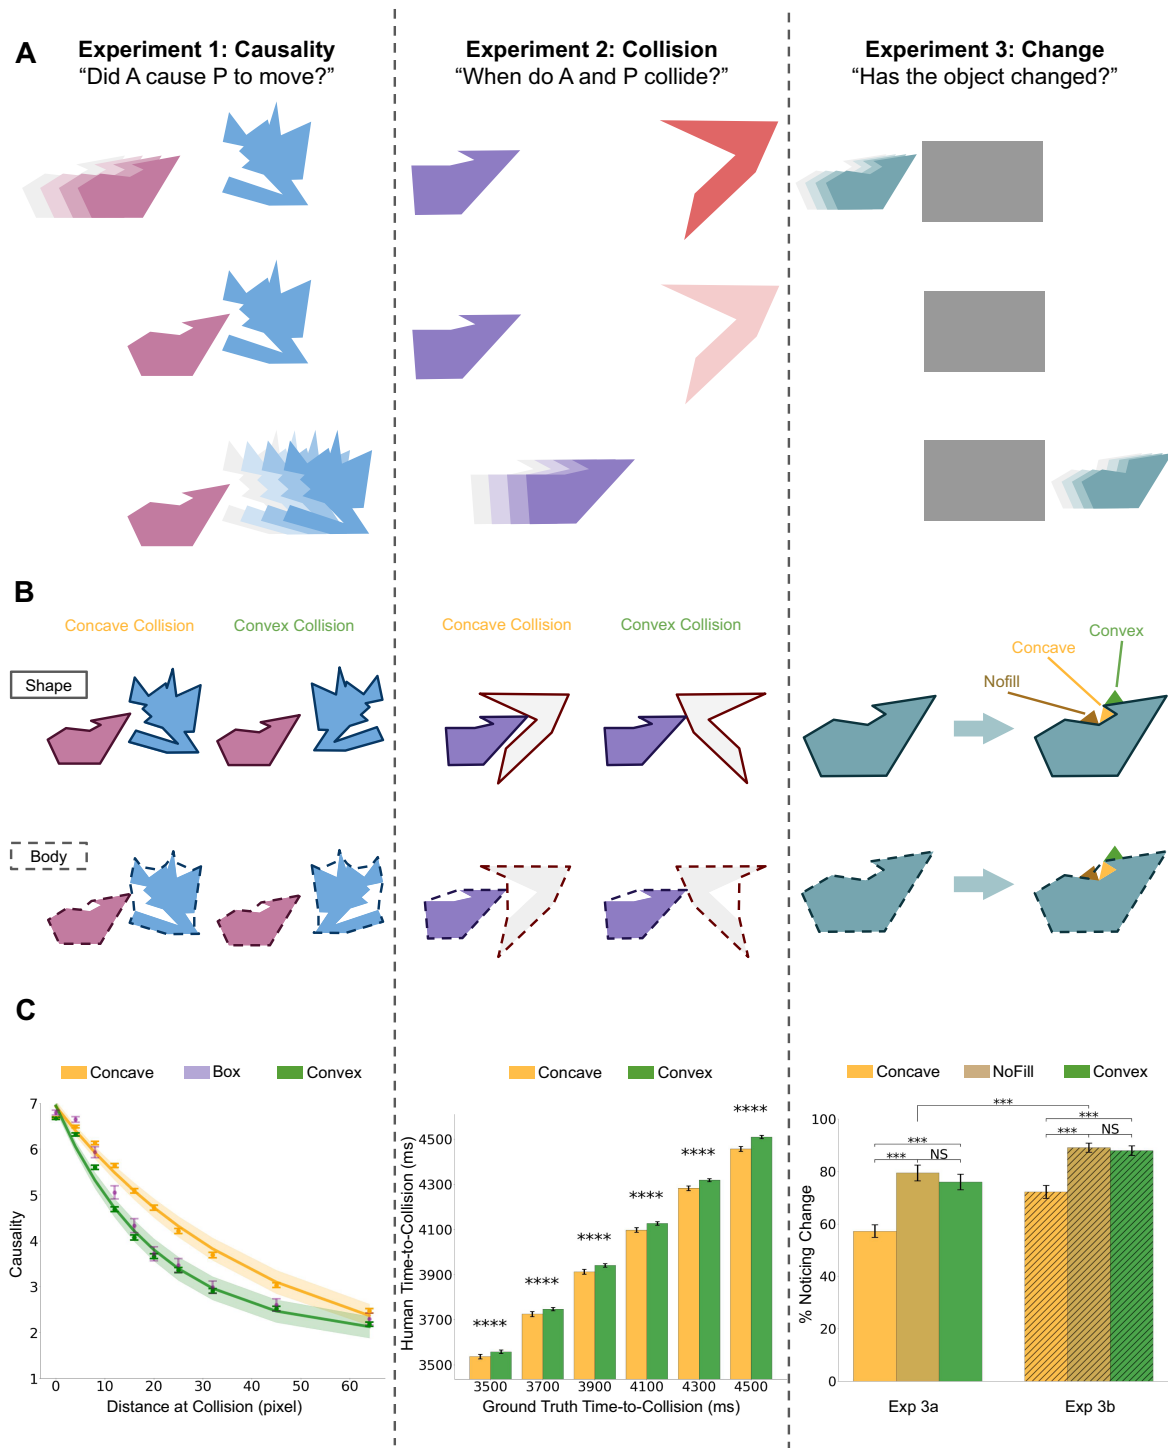 A
Experiment 1: Causality
“Did A cause P to move?”
Experiment 2: Collision
“When do A and P collide?”
Experiment 3: Change
“Has the object changed?”
B
Concave Collision
Convex Collision
Concave Collision
Convex Collision
Convex
Concave
Nofill
Shape
Body
C
Concave
Box
Convex
Causality
7
6
5
4
3
2
1
0 10 20 30 40 50 60
Distance at Collision (pixel)
Concave
Convex
Human Time-to-Collision (ms)
4500
4300
4100
3900
3700
3500
****
****
****
****
****
****
3500 3700 3900 4100 4300 4500
Ground Truth Time-to-Collision (ms)
Concave
NoFill
Convex
% Noticing Change
100
80
60
40
20
0
***
***
*** NS
***
*** NS
Exp 3a
Exp 3b